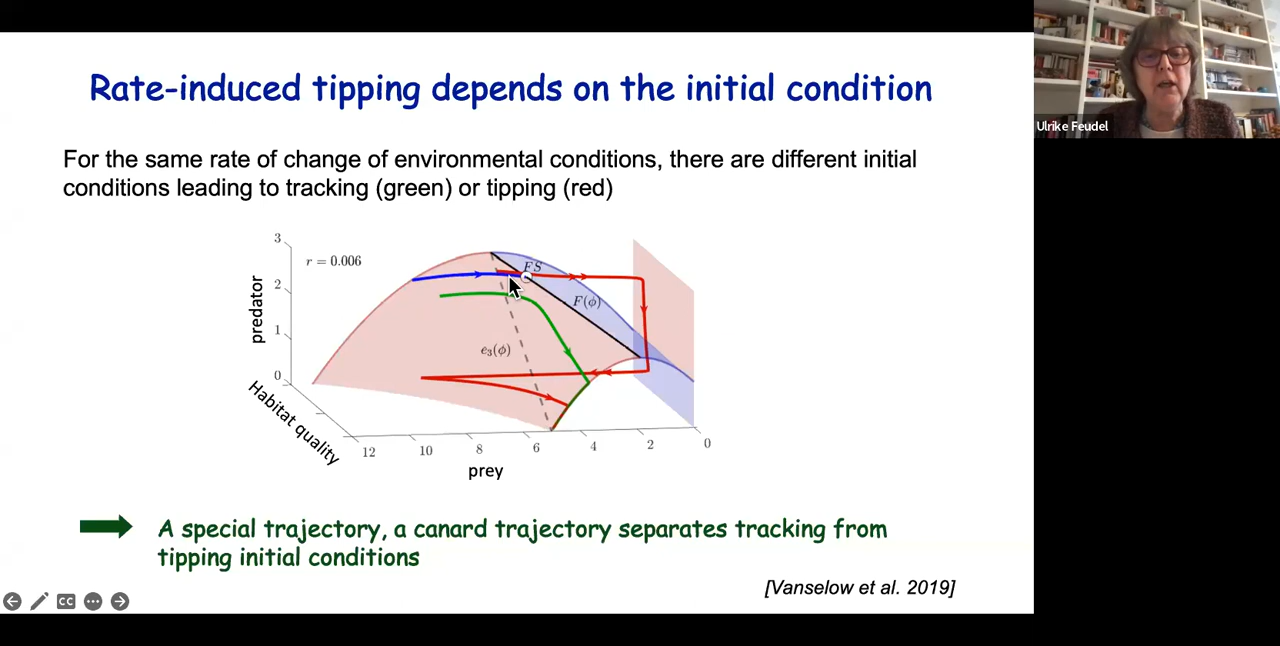 Rate-induced tipping depends on the initial condition
Ulrike Feudel
For the same rate of change of environmental conditions, there are different initial
conditions leading to tracking (green) or tipping (red)
3
r = 0.006
FS
2
predator
F(ϕ)
1
e₃(ϕ)
0
Habitat quality
12
10
8
6
4
2
0
prey
A special trajectory, a canard trajectory separates tracking from
tipping initial conditions
[Vanselow et al. 2019]
CC